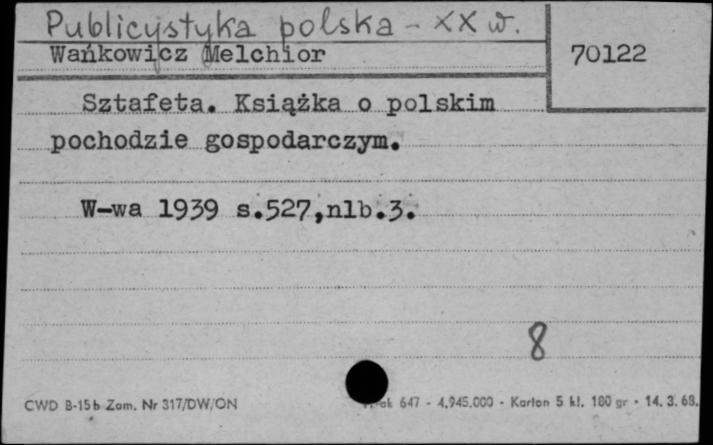 Publicystyka polska - XX w.
Wańkowicz Melchior
70122
Sztafeta. Książka o polskim
pochodzie gospodarczym.
W-wa 1939 s.527,nlb.3.
8
CWD B-15b Zam. Nr 317/DW/ON
647 - 4.945.000 - Karton 5 kl. 180 gr - 14. 3. 68.